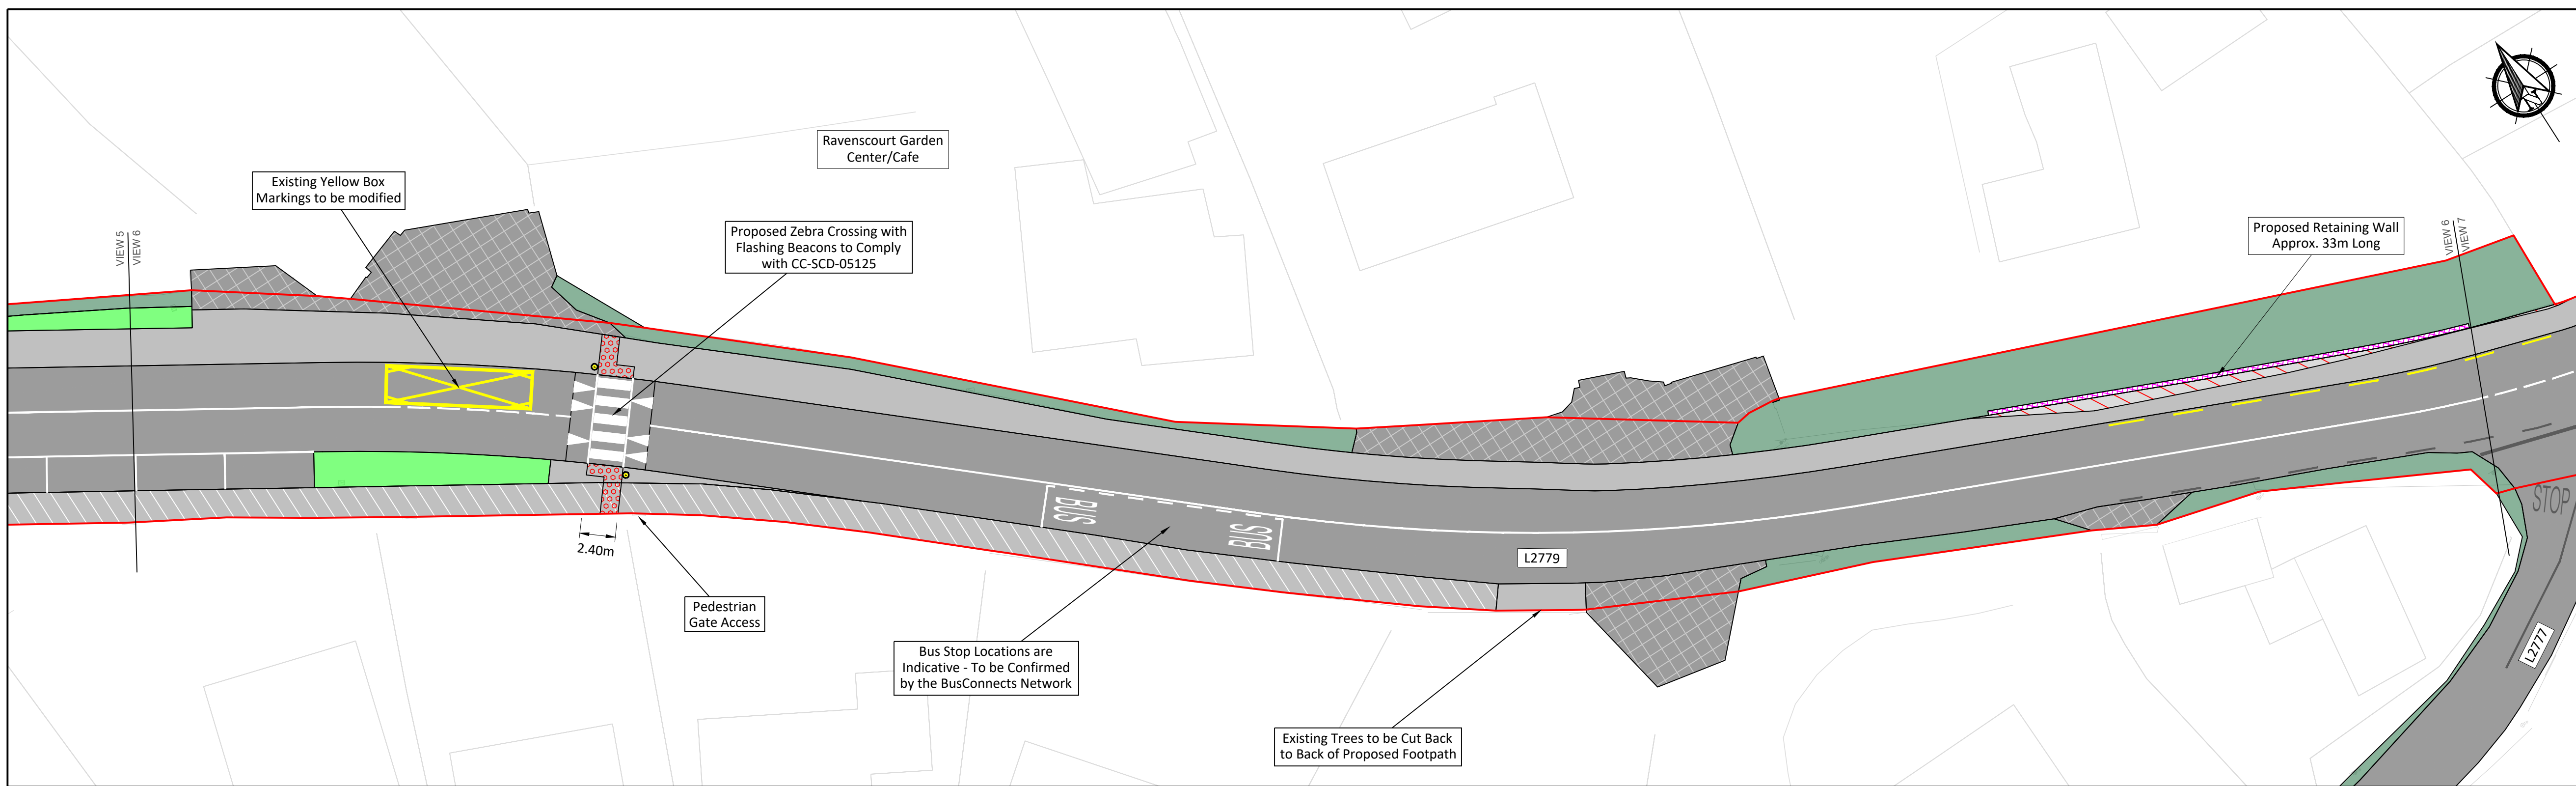 Ravenscourt Garden
Center/Cafe
Existing Yellow Box
Markings to be modified
VIEW 5
VIEW 6
Proposed Zebra Crossing with
Flashing Beacons to Comply
with CC-SCD-05125
Proposed Retaining Wall
Approx. 33m Long
VIEW 6
VIEW 7
BUS
BUS
STOP
2.40m
L2779
Pedestrian
Gate Access
L2777
Bus Stop Locations are
Indicative - To be Confirmed
by the BusConnects Network
Existing Trees to be Cut Back
to Back of Proposed Footpath